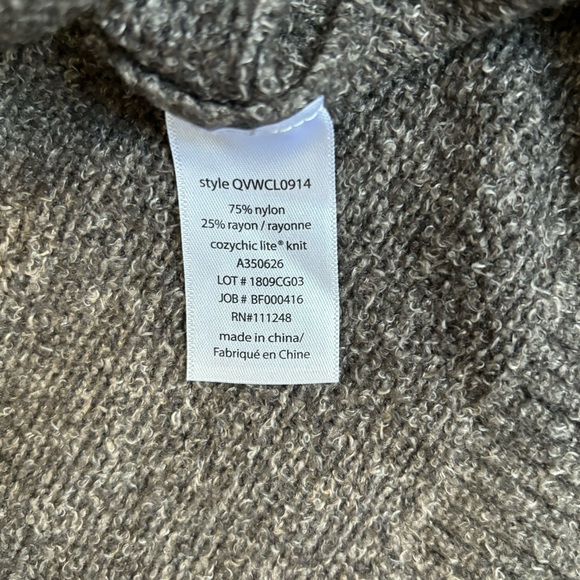 style QVWCL0914
75% nylon
25% rayon / rayonne
cozychic lite® knit
A350626
LOT # 1809CG03
JOB # BF000416
RN#111248
made in china/
Fabriqué en Chine